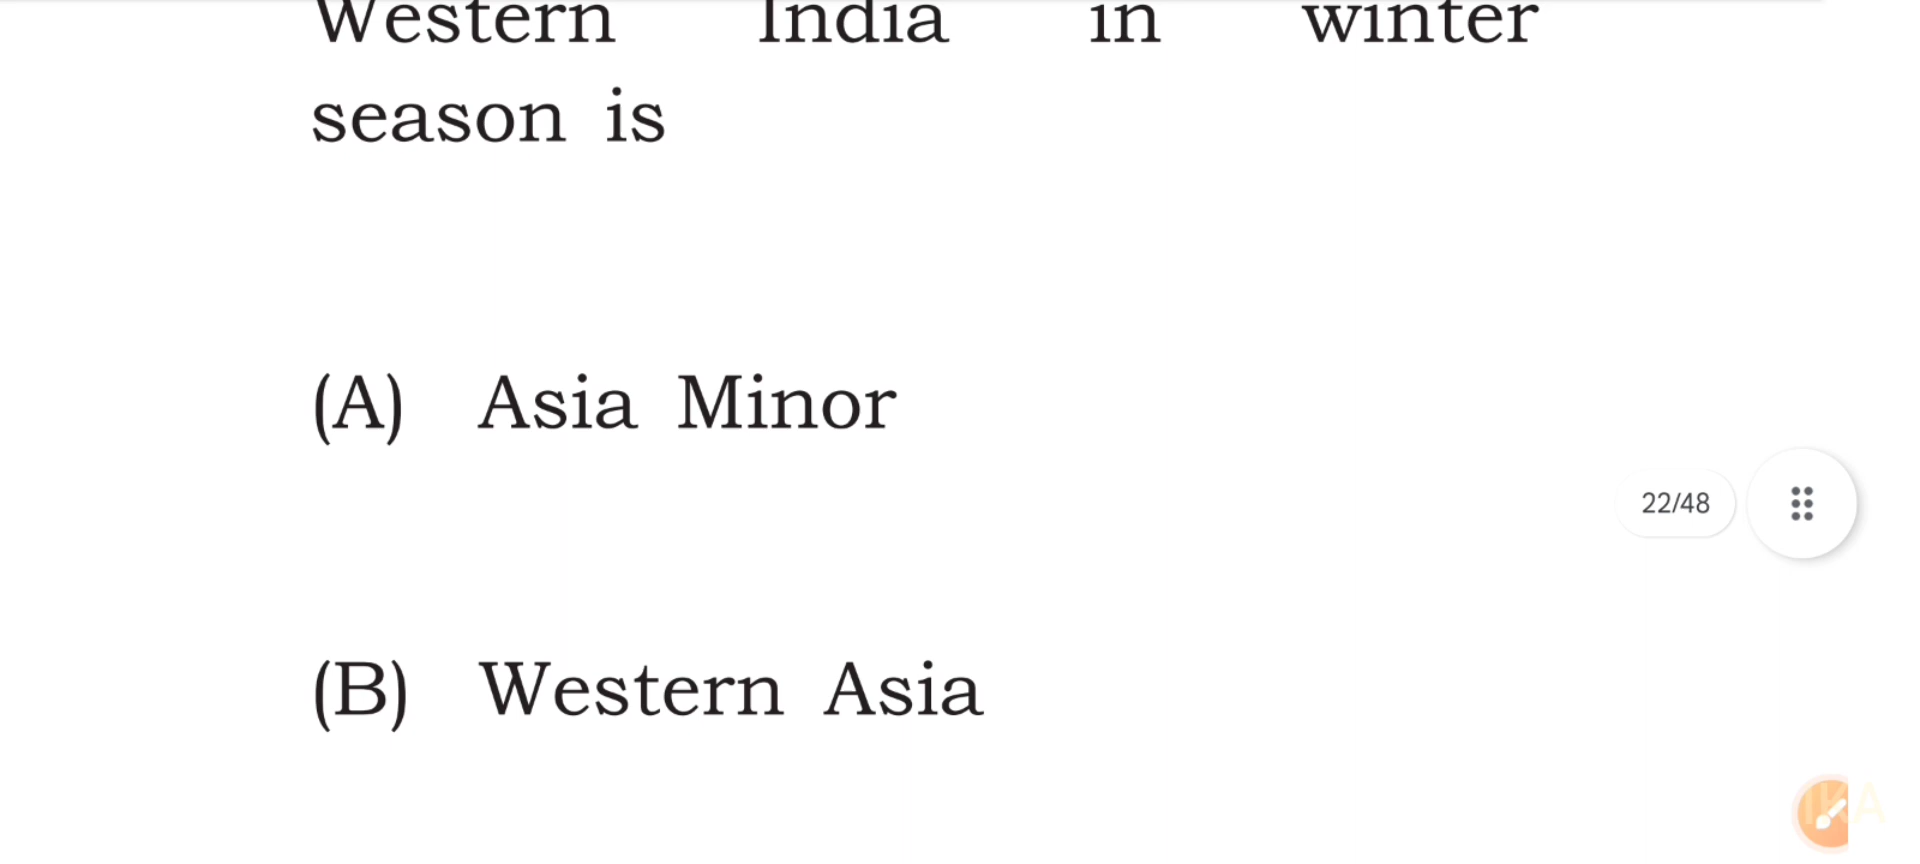 Western India in winter
season is
(A) Asia Minor
22/48
(B) Western Asia